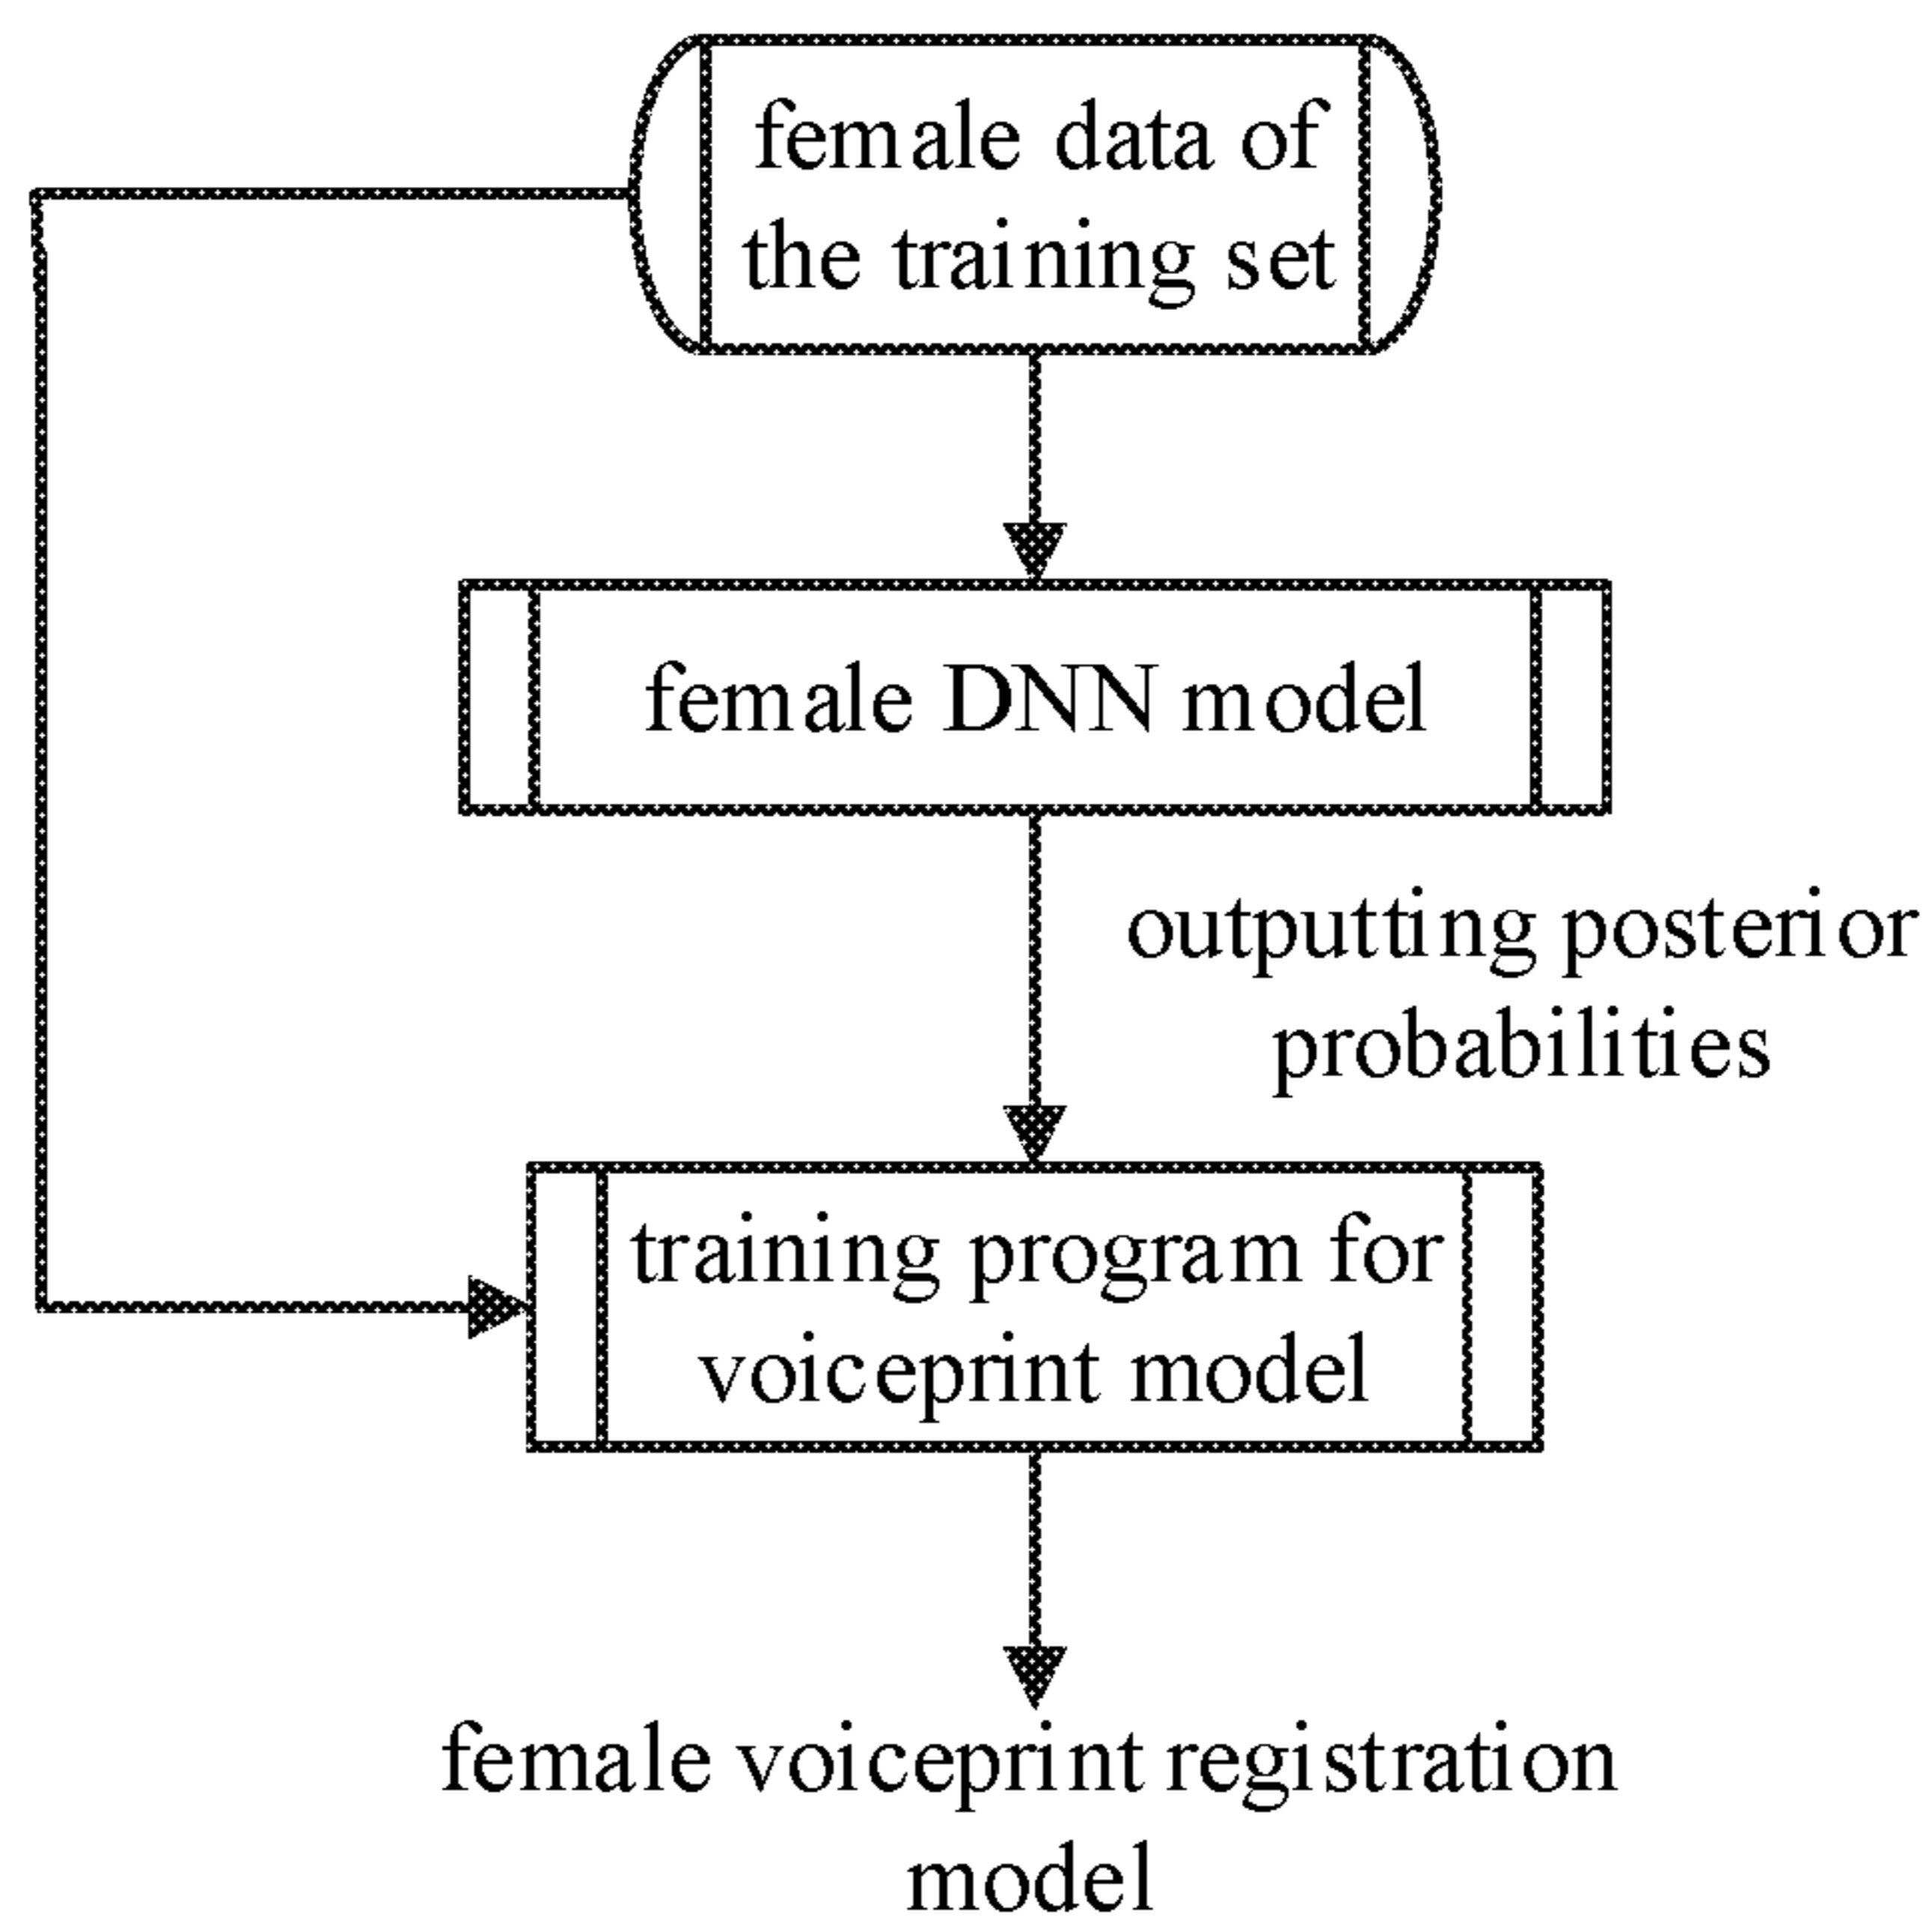 female data of
the training set
female DNN model
outputting posterior
probabilities
training program for
voiceprint model
female voiceprint registration
model